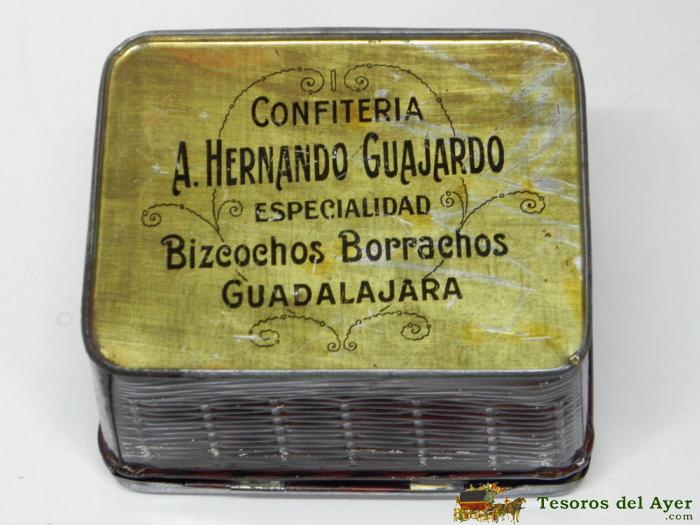 CONFITERIA
A. HERNANDO GUAJARDO
ESPECIALIDAD
Bizcochos Borrachos
GUADALAJARA
Tesoros del Ayer
.com